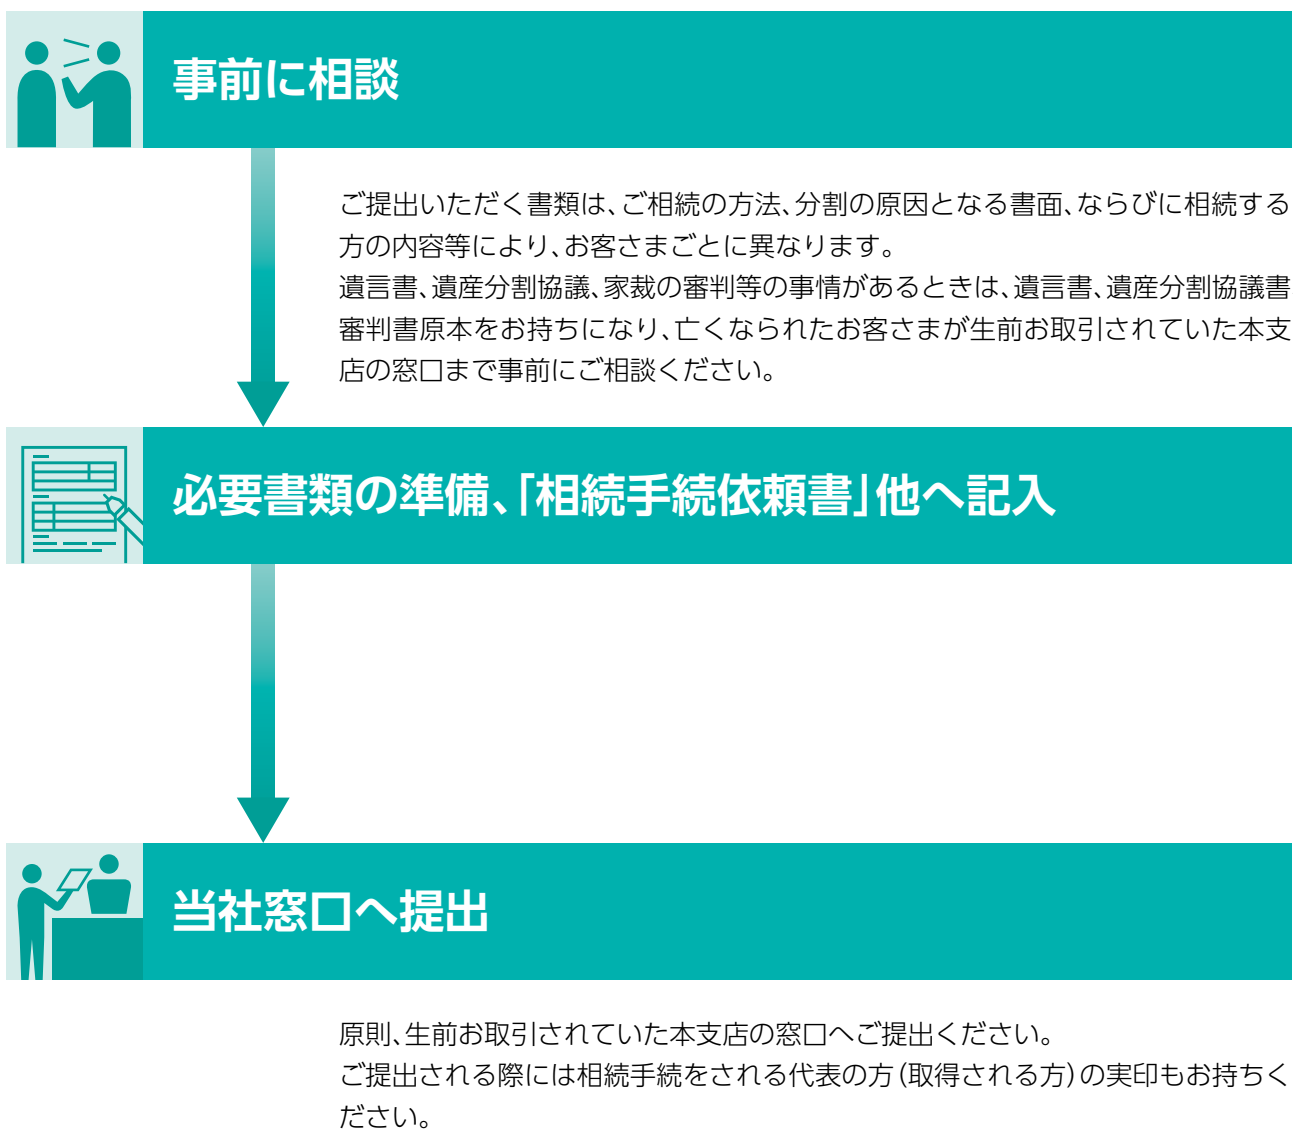 事前に相談
ご提出いただく書類は、ご相続の方法、分割の原因となる書面、ならびに相続する
方の内容等により、お客さまごとに異なります。
遺言書、遺産分割協議、家裁の審判等の事情があるときは、遺言書、遺産分割協議書
審判書原本をお持ちになり、亡くなられたお客さまが生前お取引されていた本支
店の窓口まで事前にご相談ください。
必要書類の準備、「相続手続依頼書」他へ記入
当社窓口へ提出
原則、生前お取引されていた本支店の窓口へご提出ください。
ご提出される際には相続手続をされる代表の方（取得される方）の実印もお持ちく
ださい。